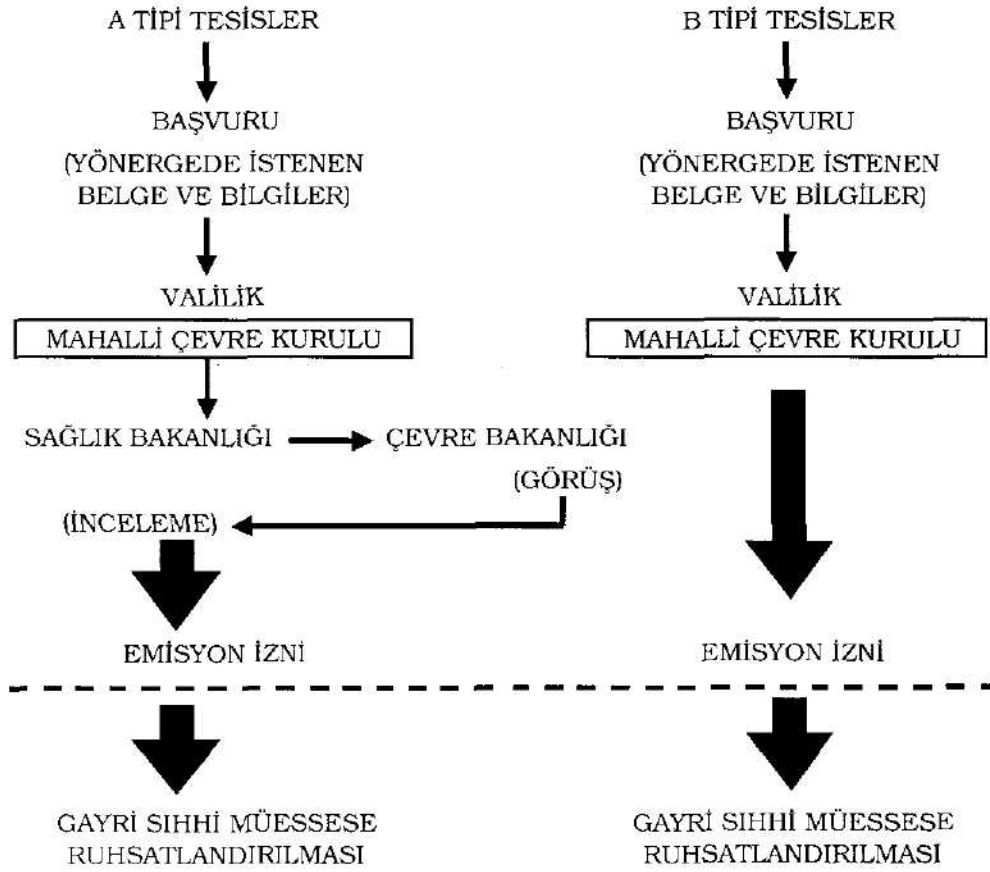 A TİPİ TESİSLER
BAŞVURU
(YÖNERGEDE İSTENEN
BELGE VE BİLGİLER)
VALİLİK
MAHALLİ ÇEVRE KURULU
SAĞLIK BAKANLIĞI
ÇEVRE BAKANLIĞI
(GÖRÜŞ)
(İNCELEME)
EMİSYON İZNİ
GAYRİ SIHHİ MÜESSESE
RUHSATLANDIRILMASI
B TİPİ TESİSLER
BAŞVURU
(YÖNERGEDE İSTENEN
BELGE VE BİLGİLER)
VALİLİK
MAHALLİ ÇEVRE KURULU
EMİSYON İZNİ
GAYRİ SIHHİ MÜESSESE
RUHSATLANDIRILMASI